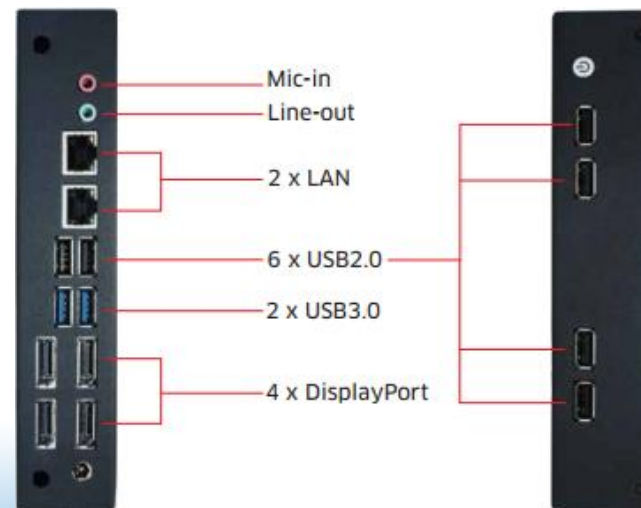 Mic-in
Line-out
2 x LAN
6 x USB2.0
2 x USB3.0
4 x DisplayPort